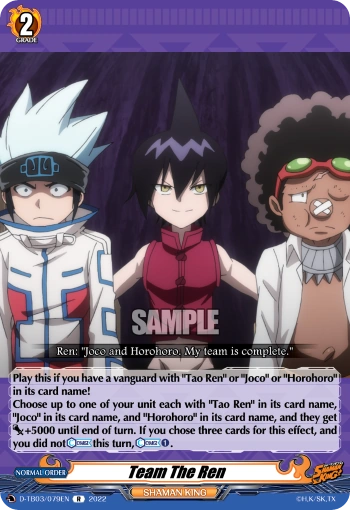 2
GRADE
SAMPLE
Ren: "Joco and Horohoro. My team is complete."
Play this if you have a vanguard with "Tao Ren" or "Joco" or "Horohoro"
in its card name!
Choose up to one of your unit each with "Tao Ren" in its card name,
"Joco" in its card name, and "Horohoro" in its card name, and they get
+5000 until end of turn. If you chose three cards for this effect, and
you did not this turn, 1.
NORMAL ORDER
Team The Ren
SHAMAN KING
SHAMAN KING
D-TB03/079EN R 2022
©H,K/SK,TX